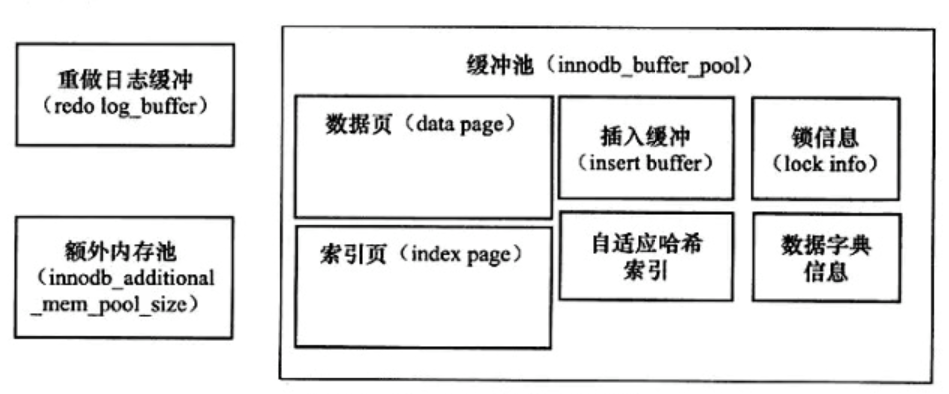 重做日志缓冲
（redo log_buffer）
额外内存池
（innodb_additional
_mem_pool_size）
缓冲池（innodb_buffer_pool）
数据页（data page）
索引页（index page）
插入缓冲
（insert buffer）
自适应哈希
索引
锁信息
（lock info）
数据字典
信息